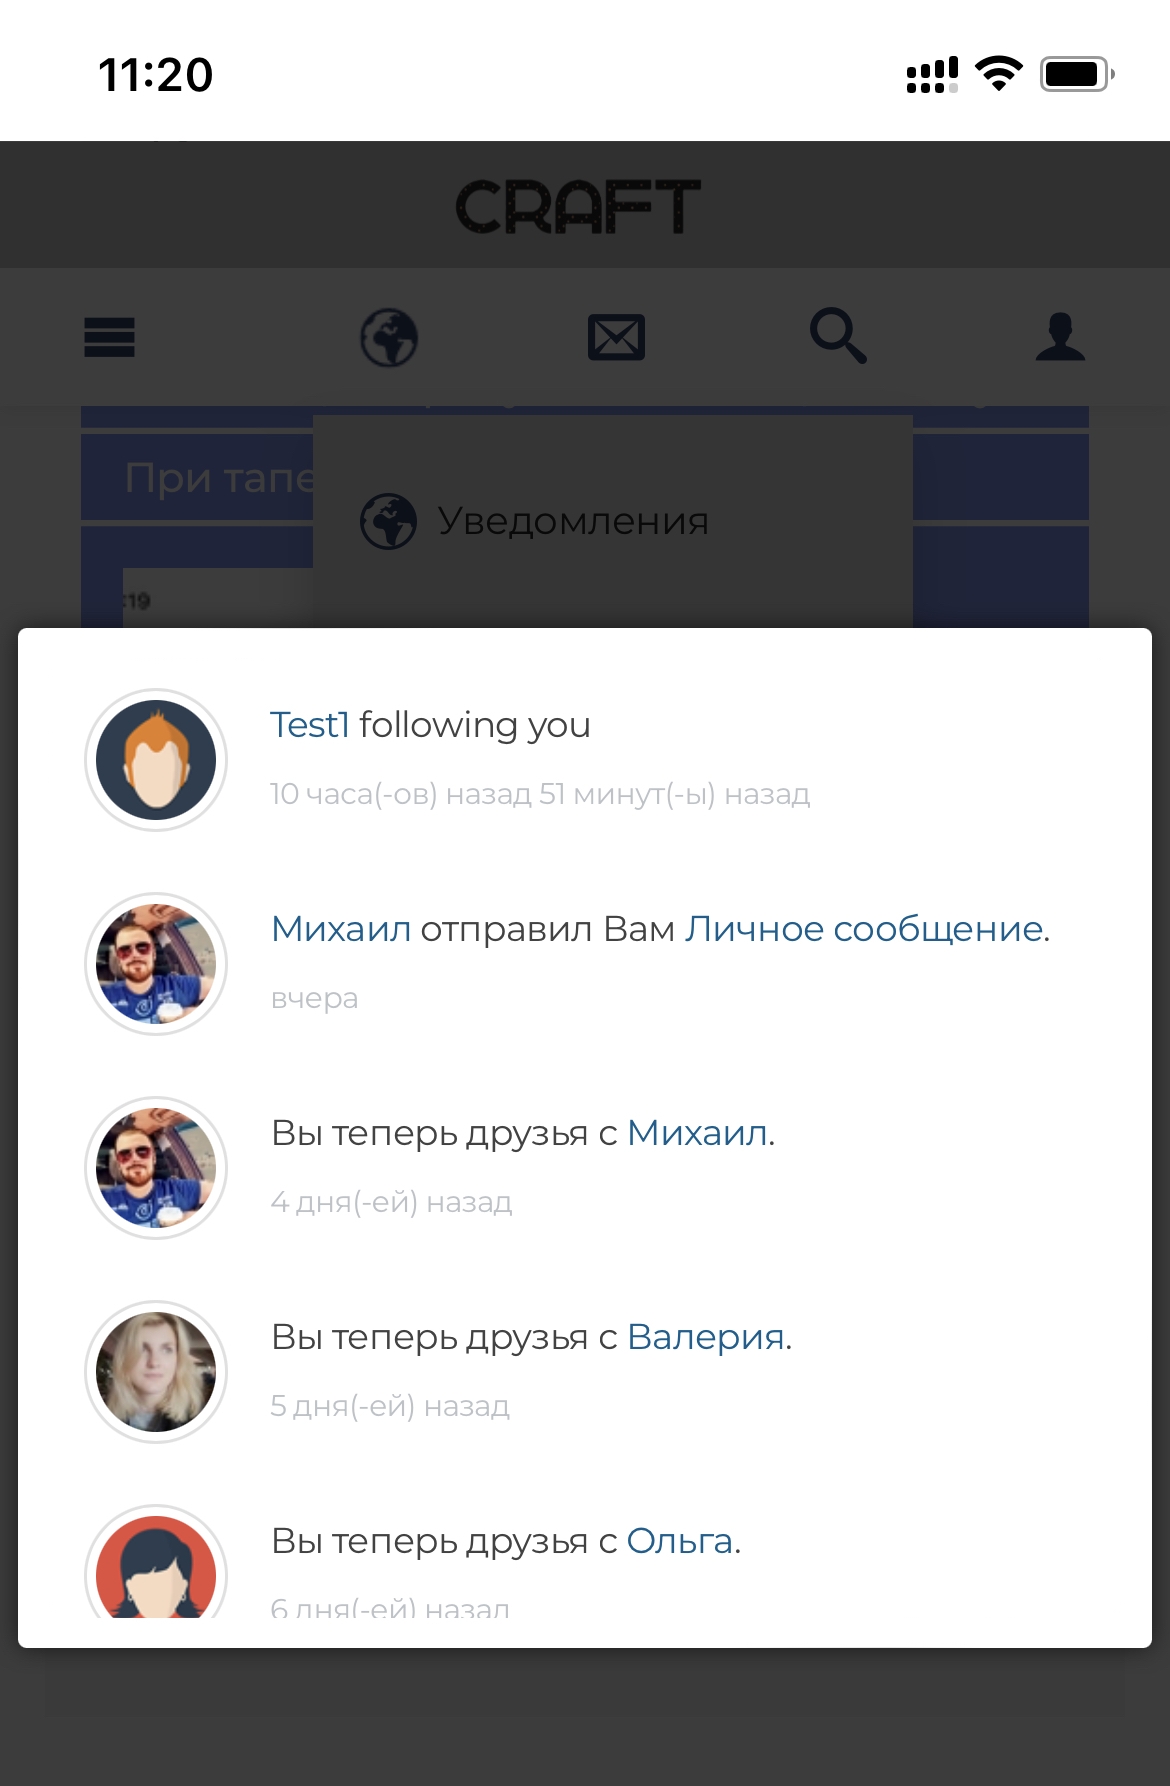 11:20
CRAFT
При тапе
Уведомления
:19
Test1 following you
10 часа(-ов) назад 51 минут(-ы) назад
Михаил отправил Вам Личное сообщение.
вчера
Вы теперь друзья с Михаил.
4 дня(-ей) назад
Вы теперь друзья с Валерия.
5 дня(-ей) назад
Вы теперь друзья с Ольга.
6 дня(-ей) назад